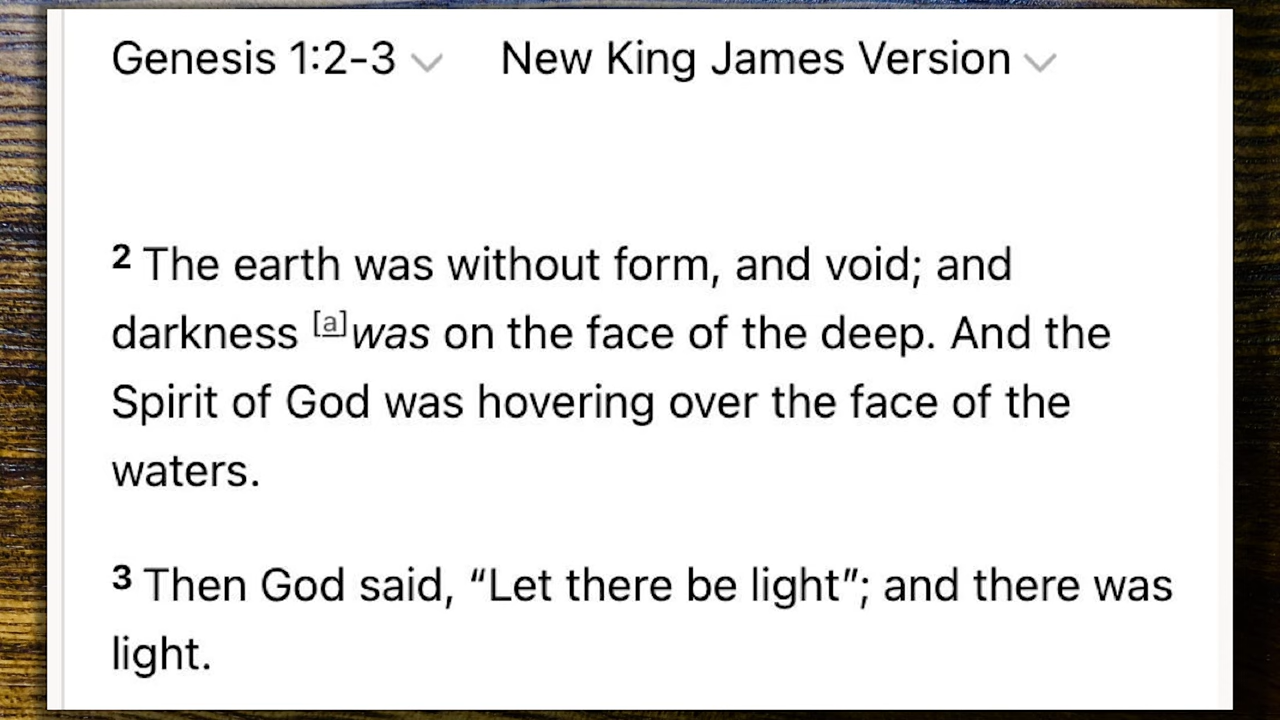 Genesis 1:2-3 New King James Version
2 The earth was without form, and void; and
darkness [a]was on the face of the deep. And the
Spirit of God was hovering over the face of the
waters.
3 Then God said, “Let there be light”; and there was
light.